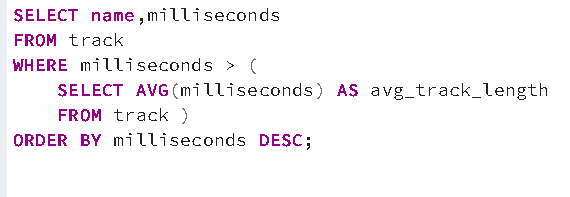 SELECT name,milliseconds
FROM track
WHERE milliseconds > (
    SELECT AVG(milliseconds) AS avg_track_length
    FROM track )
ORDER BY milliseconds DESC;